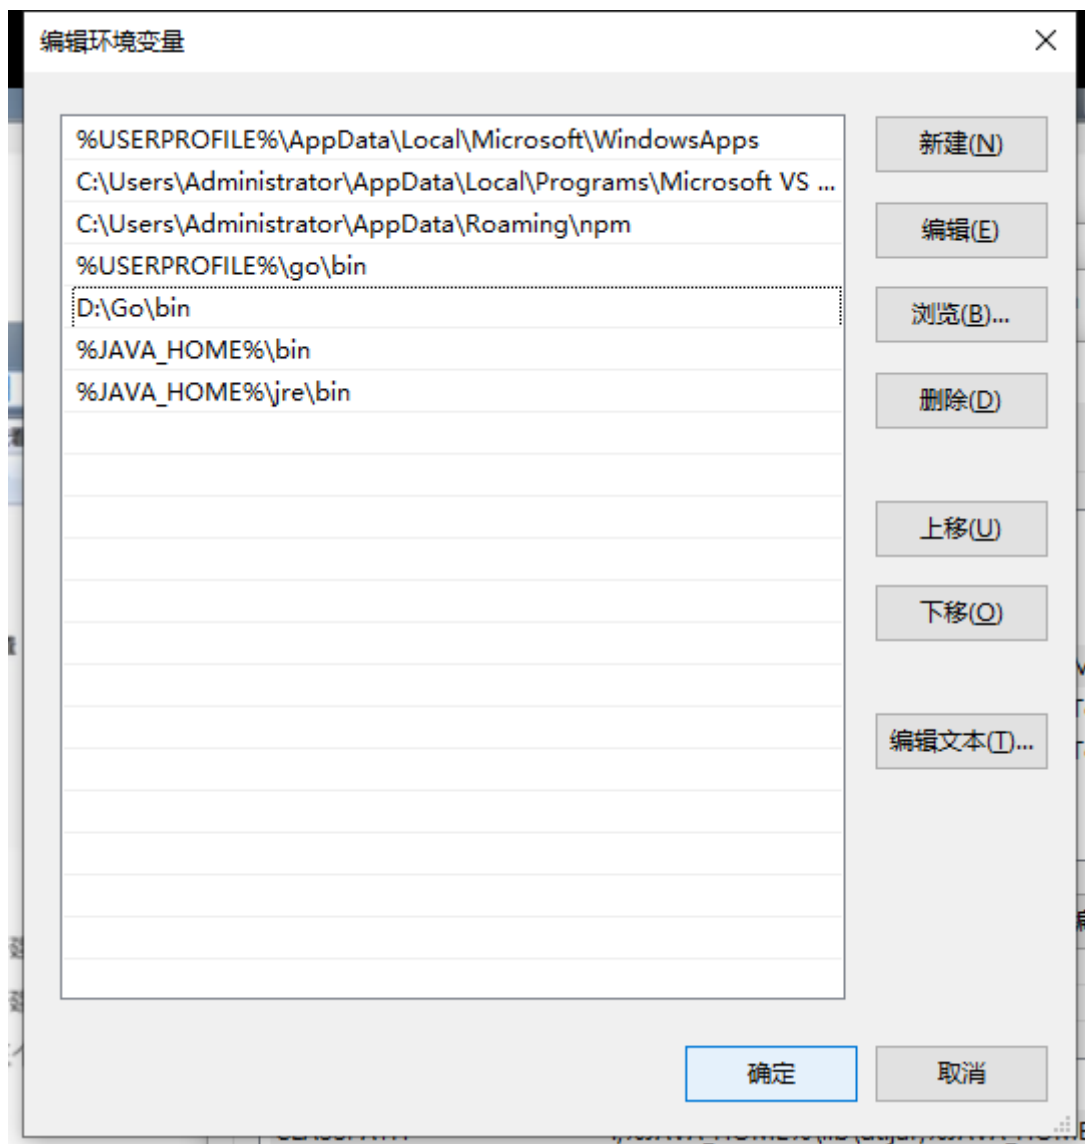 编辑环境变量
%USERPROFILE%\AppData\Local\Microsoft\WindowsApps
C:\Users\Administrator\AppData\Local\Programs\Microsoft VS ...
C:\Users\Administrator\AppData\Roaming\npm
%USERPROFILE%\go\bin
D:\Go\bin
%JAVA_HOME%\bin
%JAVA_HOME%\jre\bin
新建(N)
编辑(E)
浏览(B)...
删除(D)
上移(U)
下移(O)
编辑文本(T)...
确定
取消